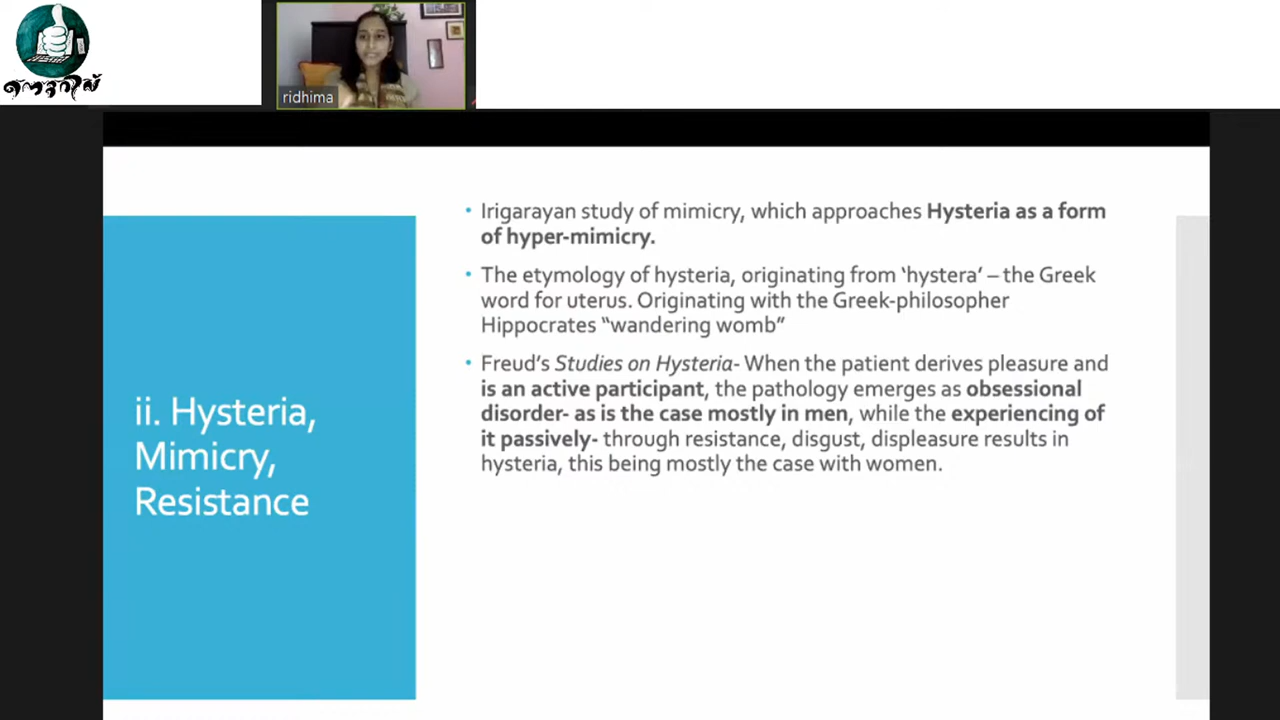 ridhima
ii. Hysteria,
Mimicry,
Resistance
• Irigarayan study of mimicry, which approaches Hysteria as a form
of hyper-mimicry.
• The etymology of hysteria, originating from ‘hystera’ – the Greek
word for uterus. Originating with the Greek-philosopher
Hippocrates “wandering womb”
• Freud’s Studies on Hysteria- When the patient derives pleasure and
is an active participant, the pathology emerges as obsessional
disorder- as is the case mostly in men, while the experiencing of
it passively- through resistance, disgust, displeasure results in
hysteria, this being mostly the case with women.